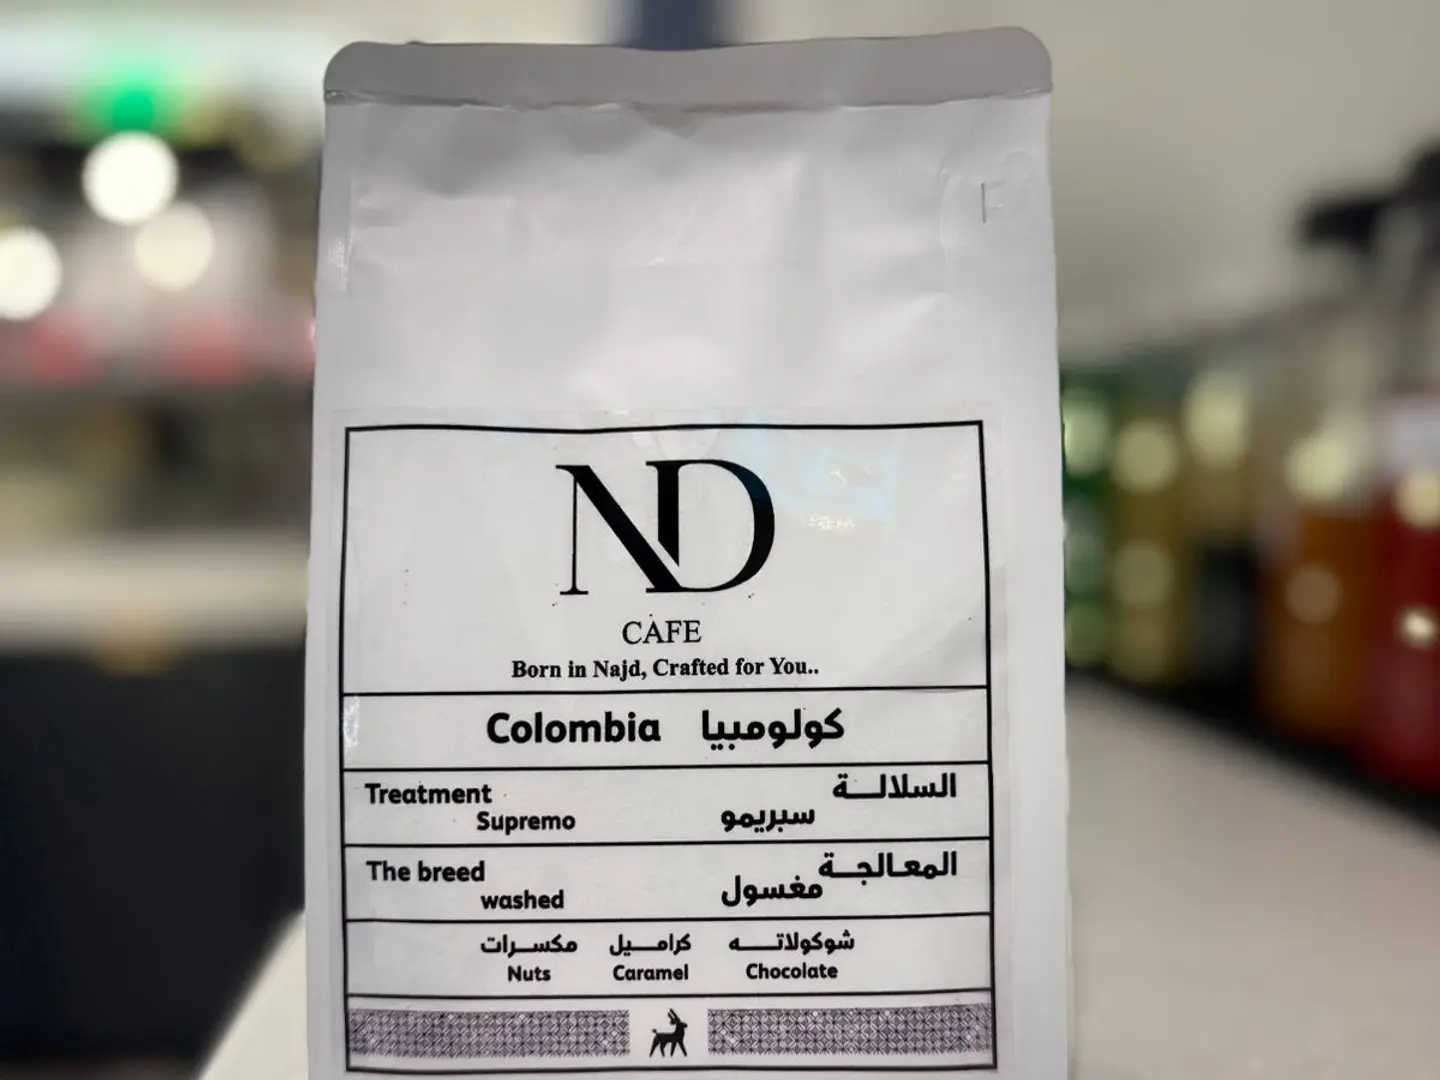 ND
CAFE
Born in Najd, Crafted for You..
Colombia كولومبيا
Treatment السلالة
Supremo سبريمو
The breed المعالجة
washed مغسول
مكسرات كراميل شوكولاته
Nuts Caramel Chocolate